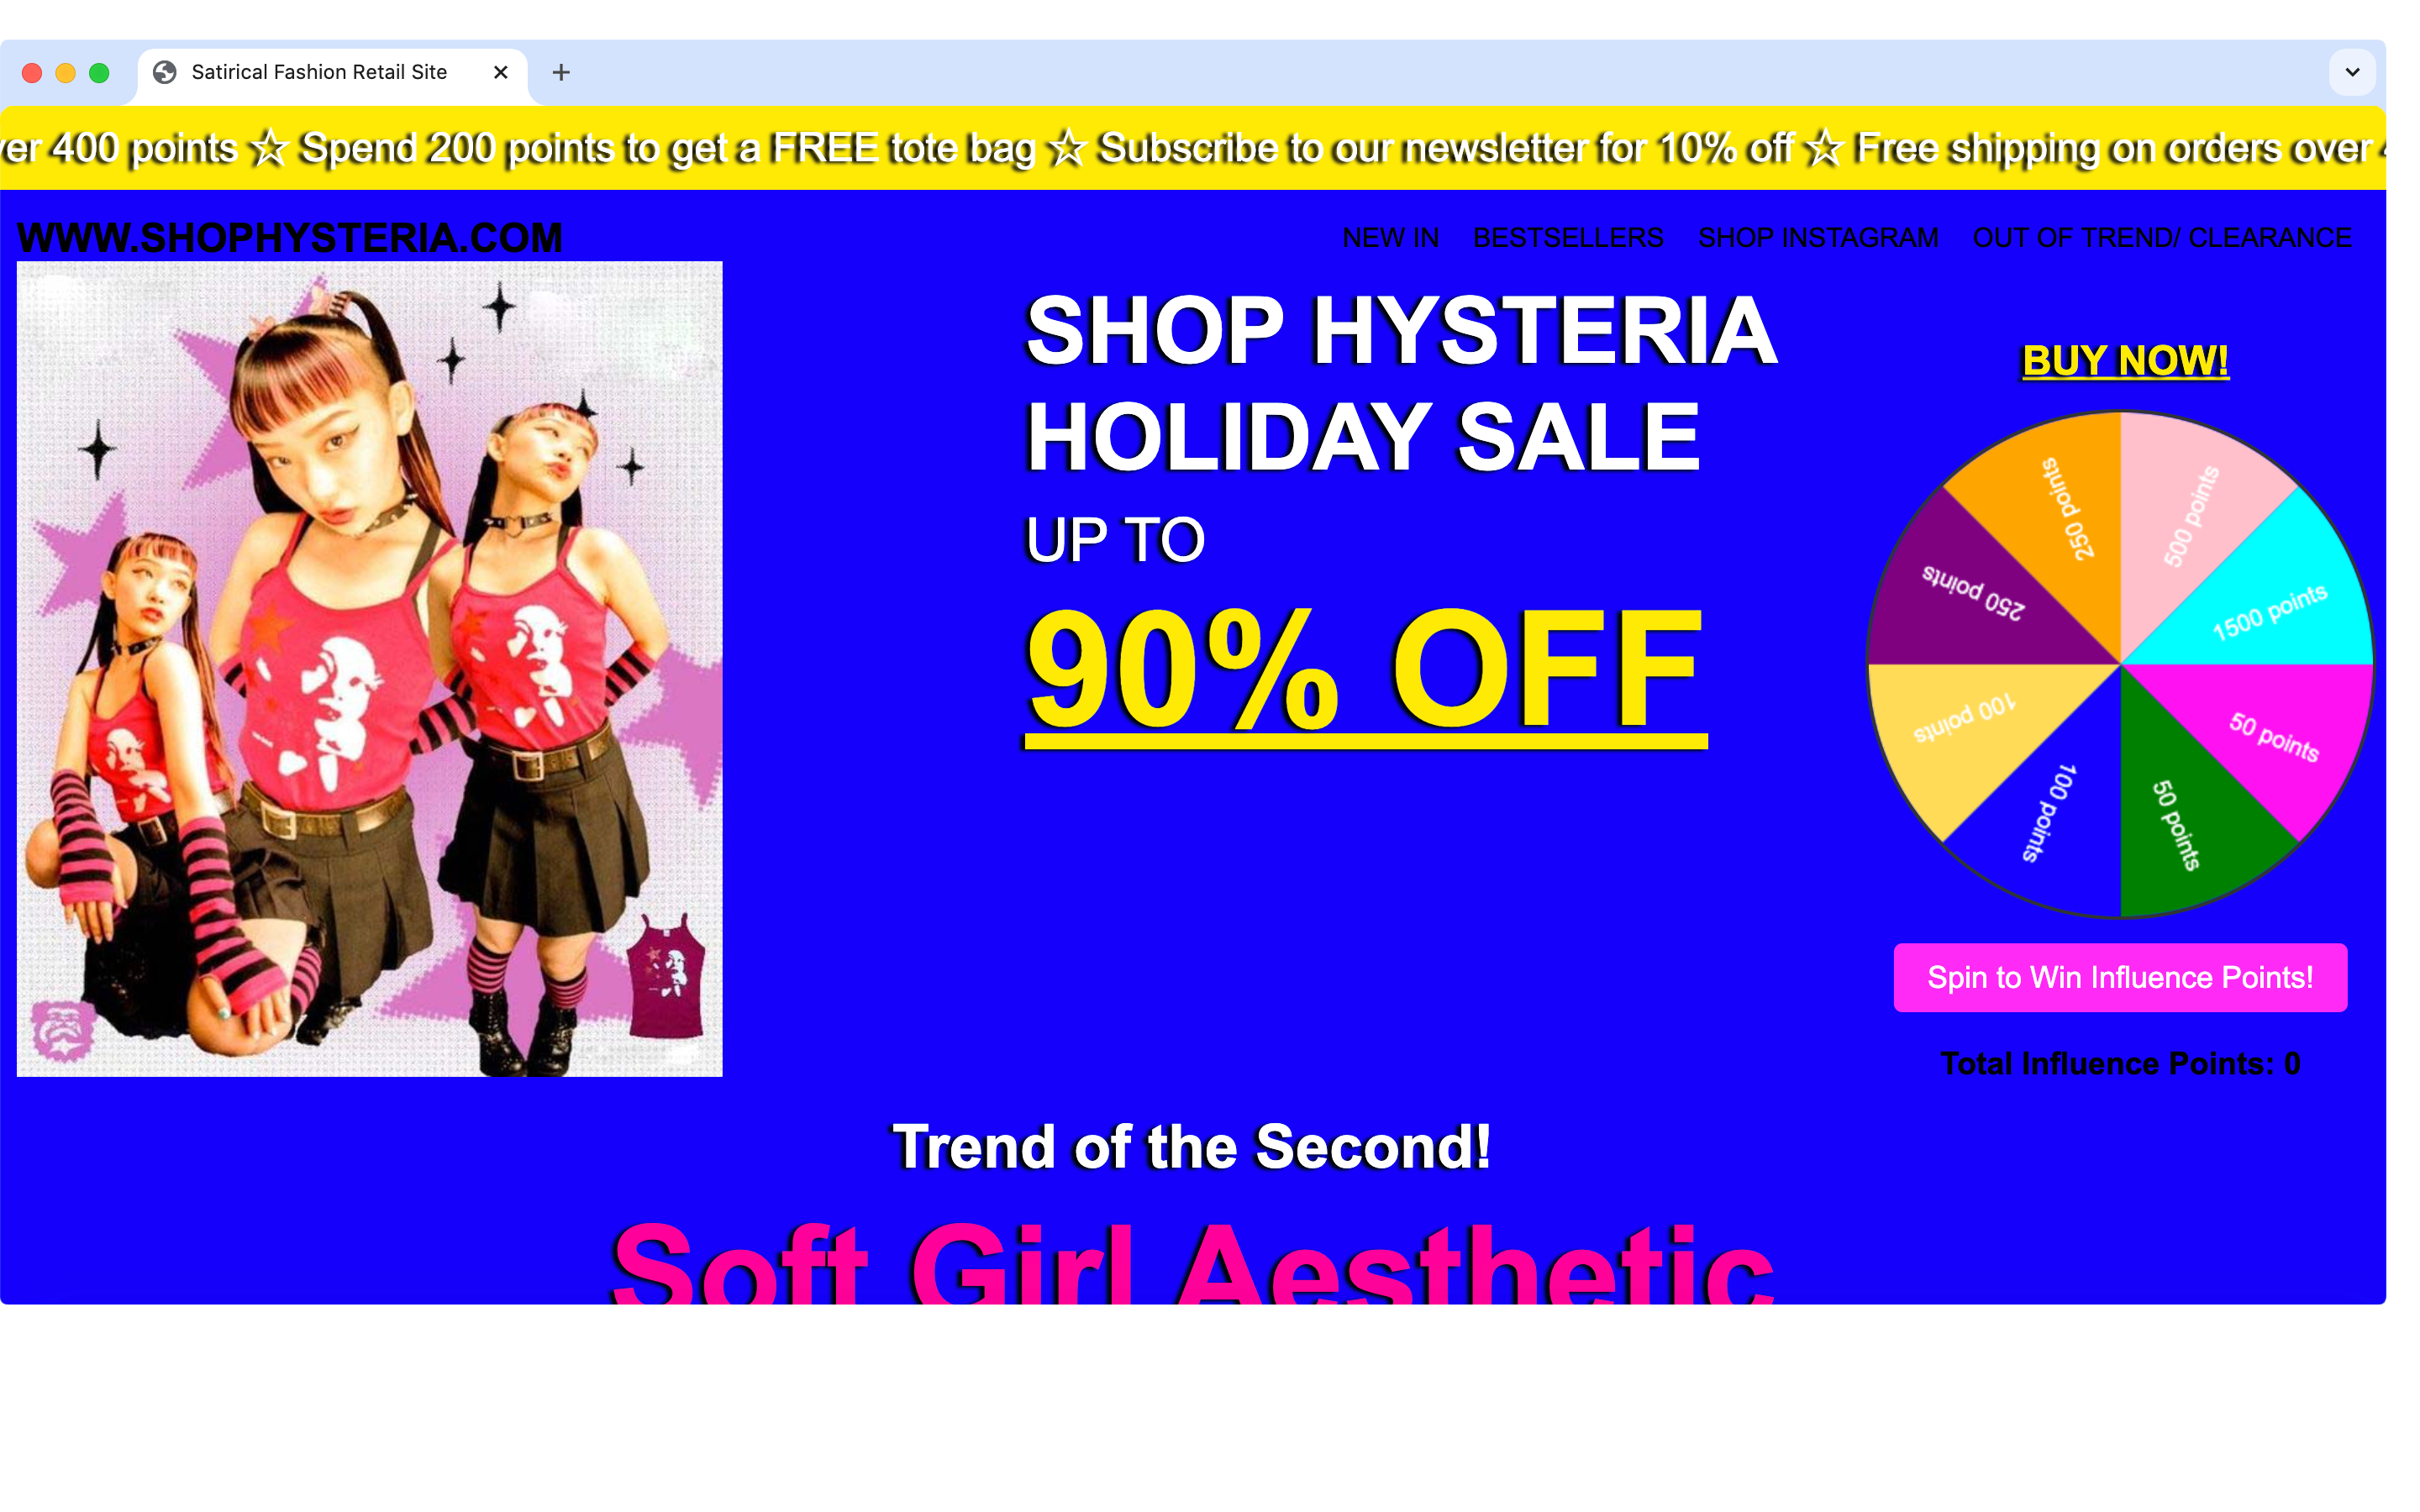 Satirical Fashion Retail Site
ver 400 points ☆ Spend 200 points to get a FREE tote bag ☆ Subscribe to our newsletter for 10% off ☆ Free shipping on orders over
WWW.SHOPHYSTERIA.COM
NEW IN BESTSELLERS SHOP INSTAGRAM OUT OF TREND/ CLEARANCE
SHOP HYSTERIA
HOLIDAY SALE
UP TO
90% OFF
BUY NOW!
250 points
500 points
250 points
1500 points
100 points
50 points
100 points
50 points
Spin to Win Influence Points!
Total Influence Points: 0
Trend of the Second!
Soft Girl Aesthetic